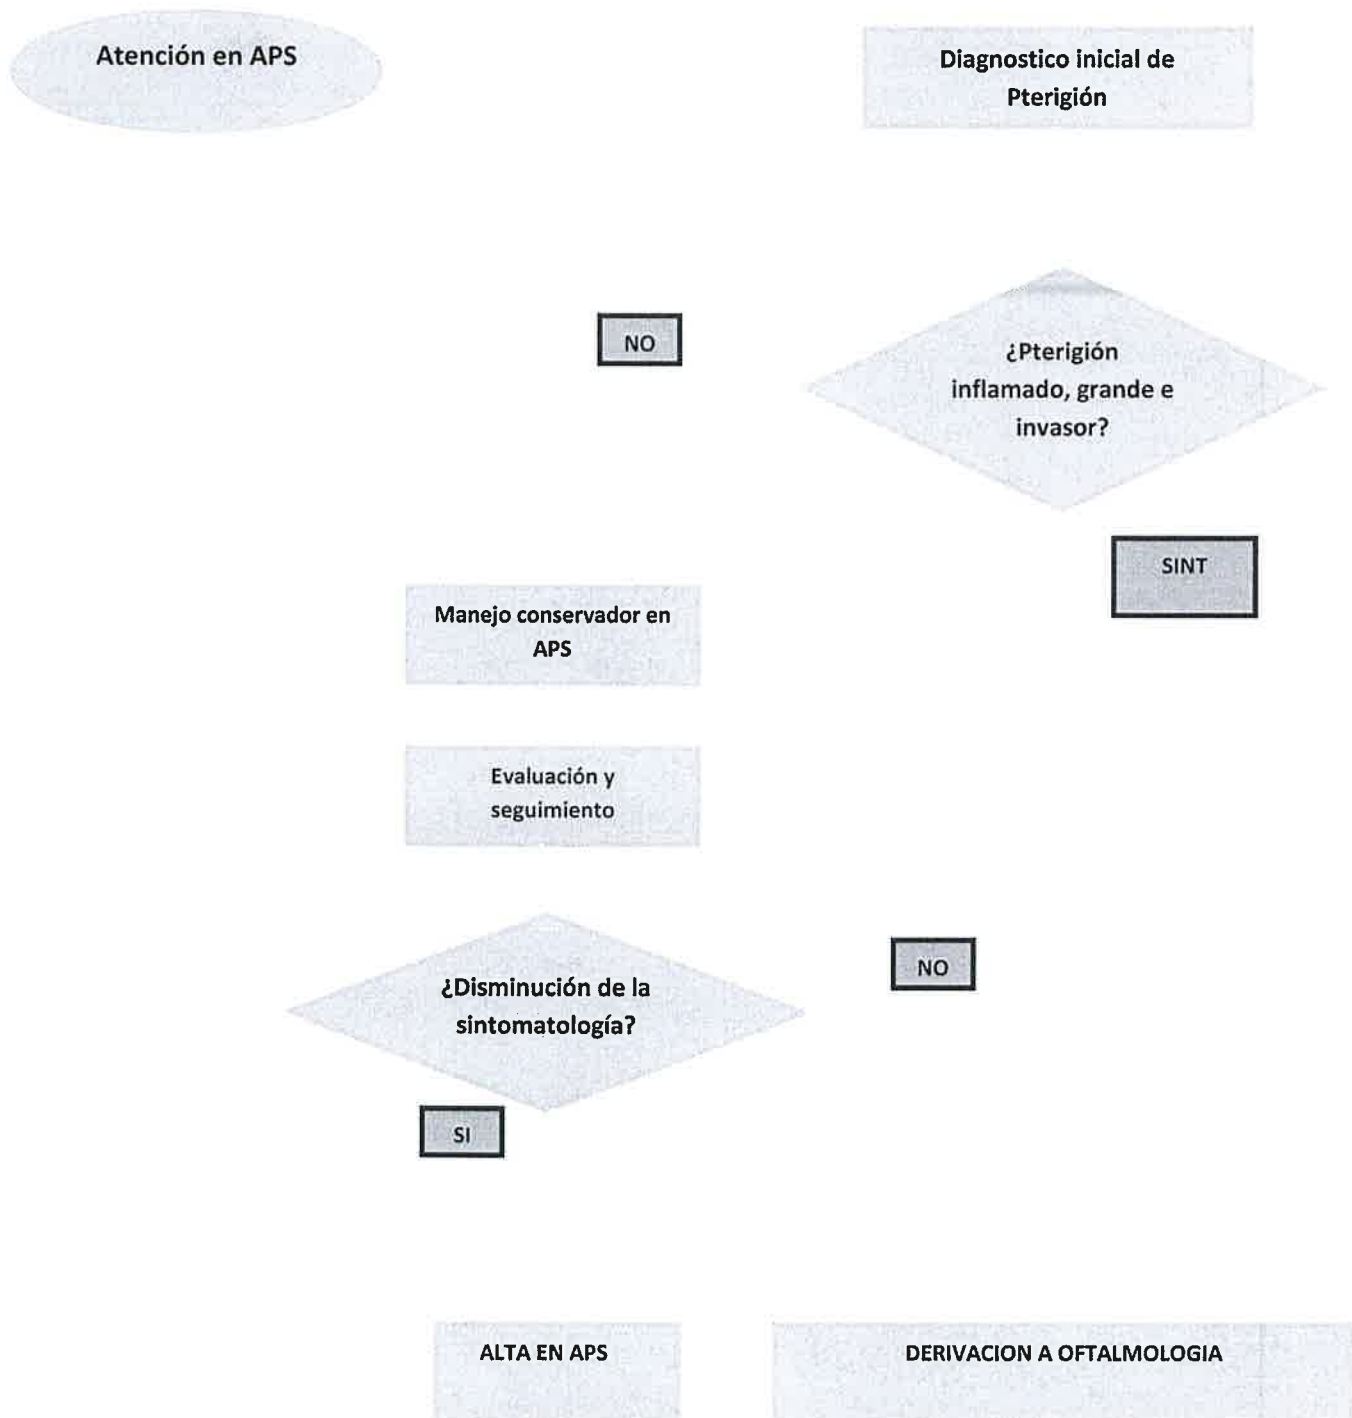 Atención en APS
Diagnostico inicial de
Pterigión
NO
¿Pterigión
inflamado, grande e
invasor?
SINT
Manejo conservador en
APS
Evaluación y
seguimiento
¿Disminución de la
sintomatología?
NO
SI
ALTA EN APS
DERIVACION A OFTALMOLOGIA